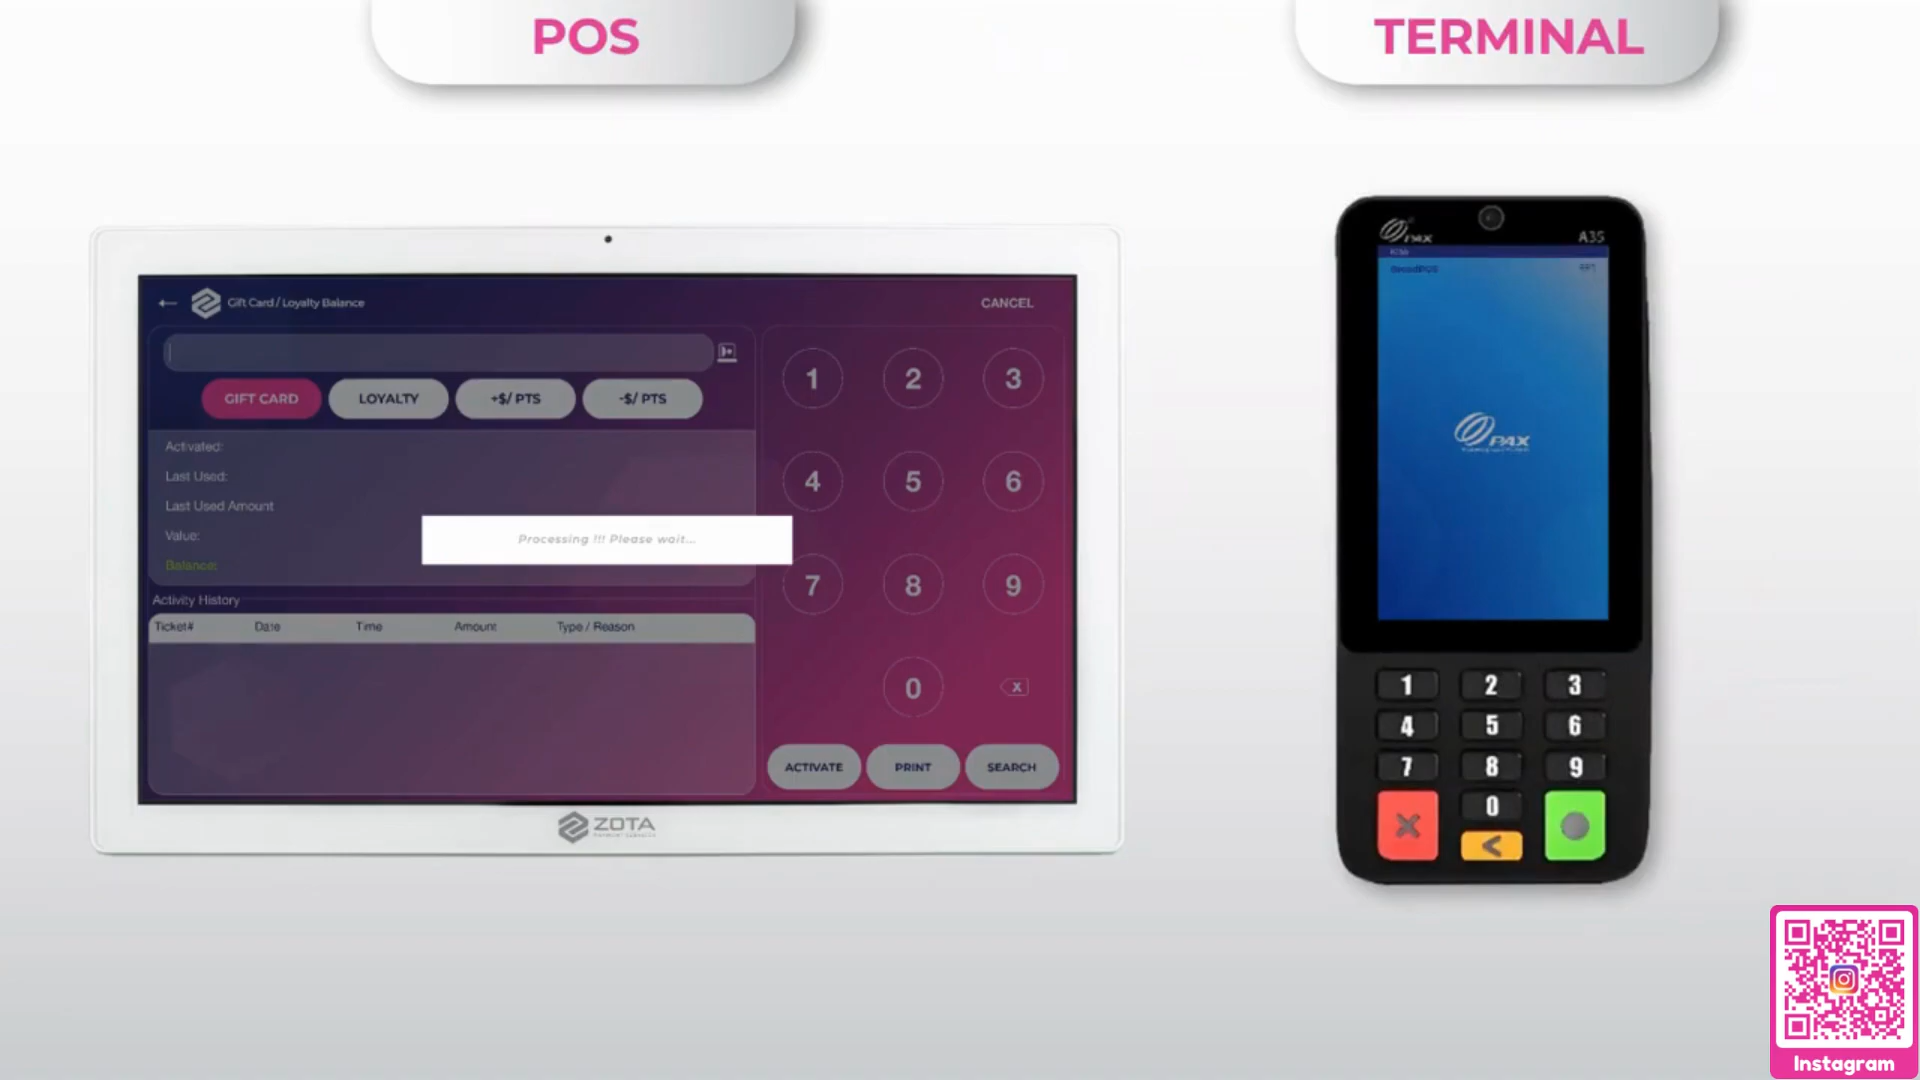 POS
TERMINAL
Gift Card / Loyalty Balance
CANCEL
GIFT CARD
LOYALTY
+$/ PTS
-$/ PTS
Activated:
Last Used:
Last Used Amount
Value:
Balance:
Processing !!! Please wait...
Activity History
Ticket# Date Time Amount Type / Reason
1 2 3
4 5 6
7 8 9
0 X
ACTIVATE PRINT SEARCH
ZOTA
PAX A35
PAX
1 2 3
4 5 6
7 8 9
0
<
Instagram